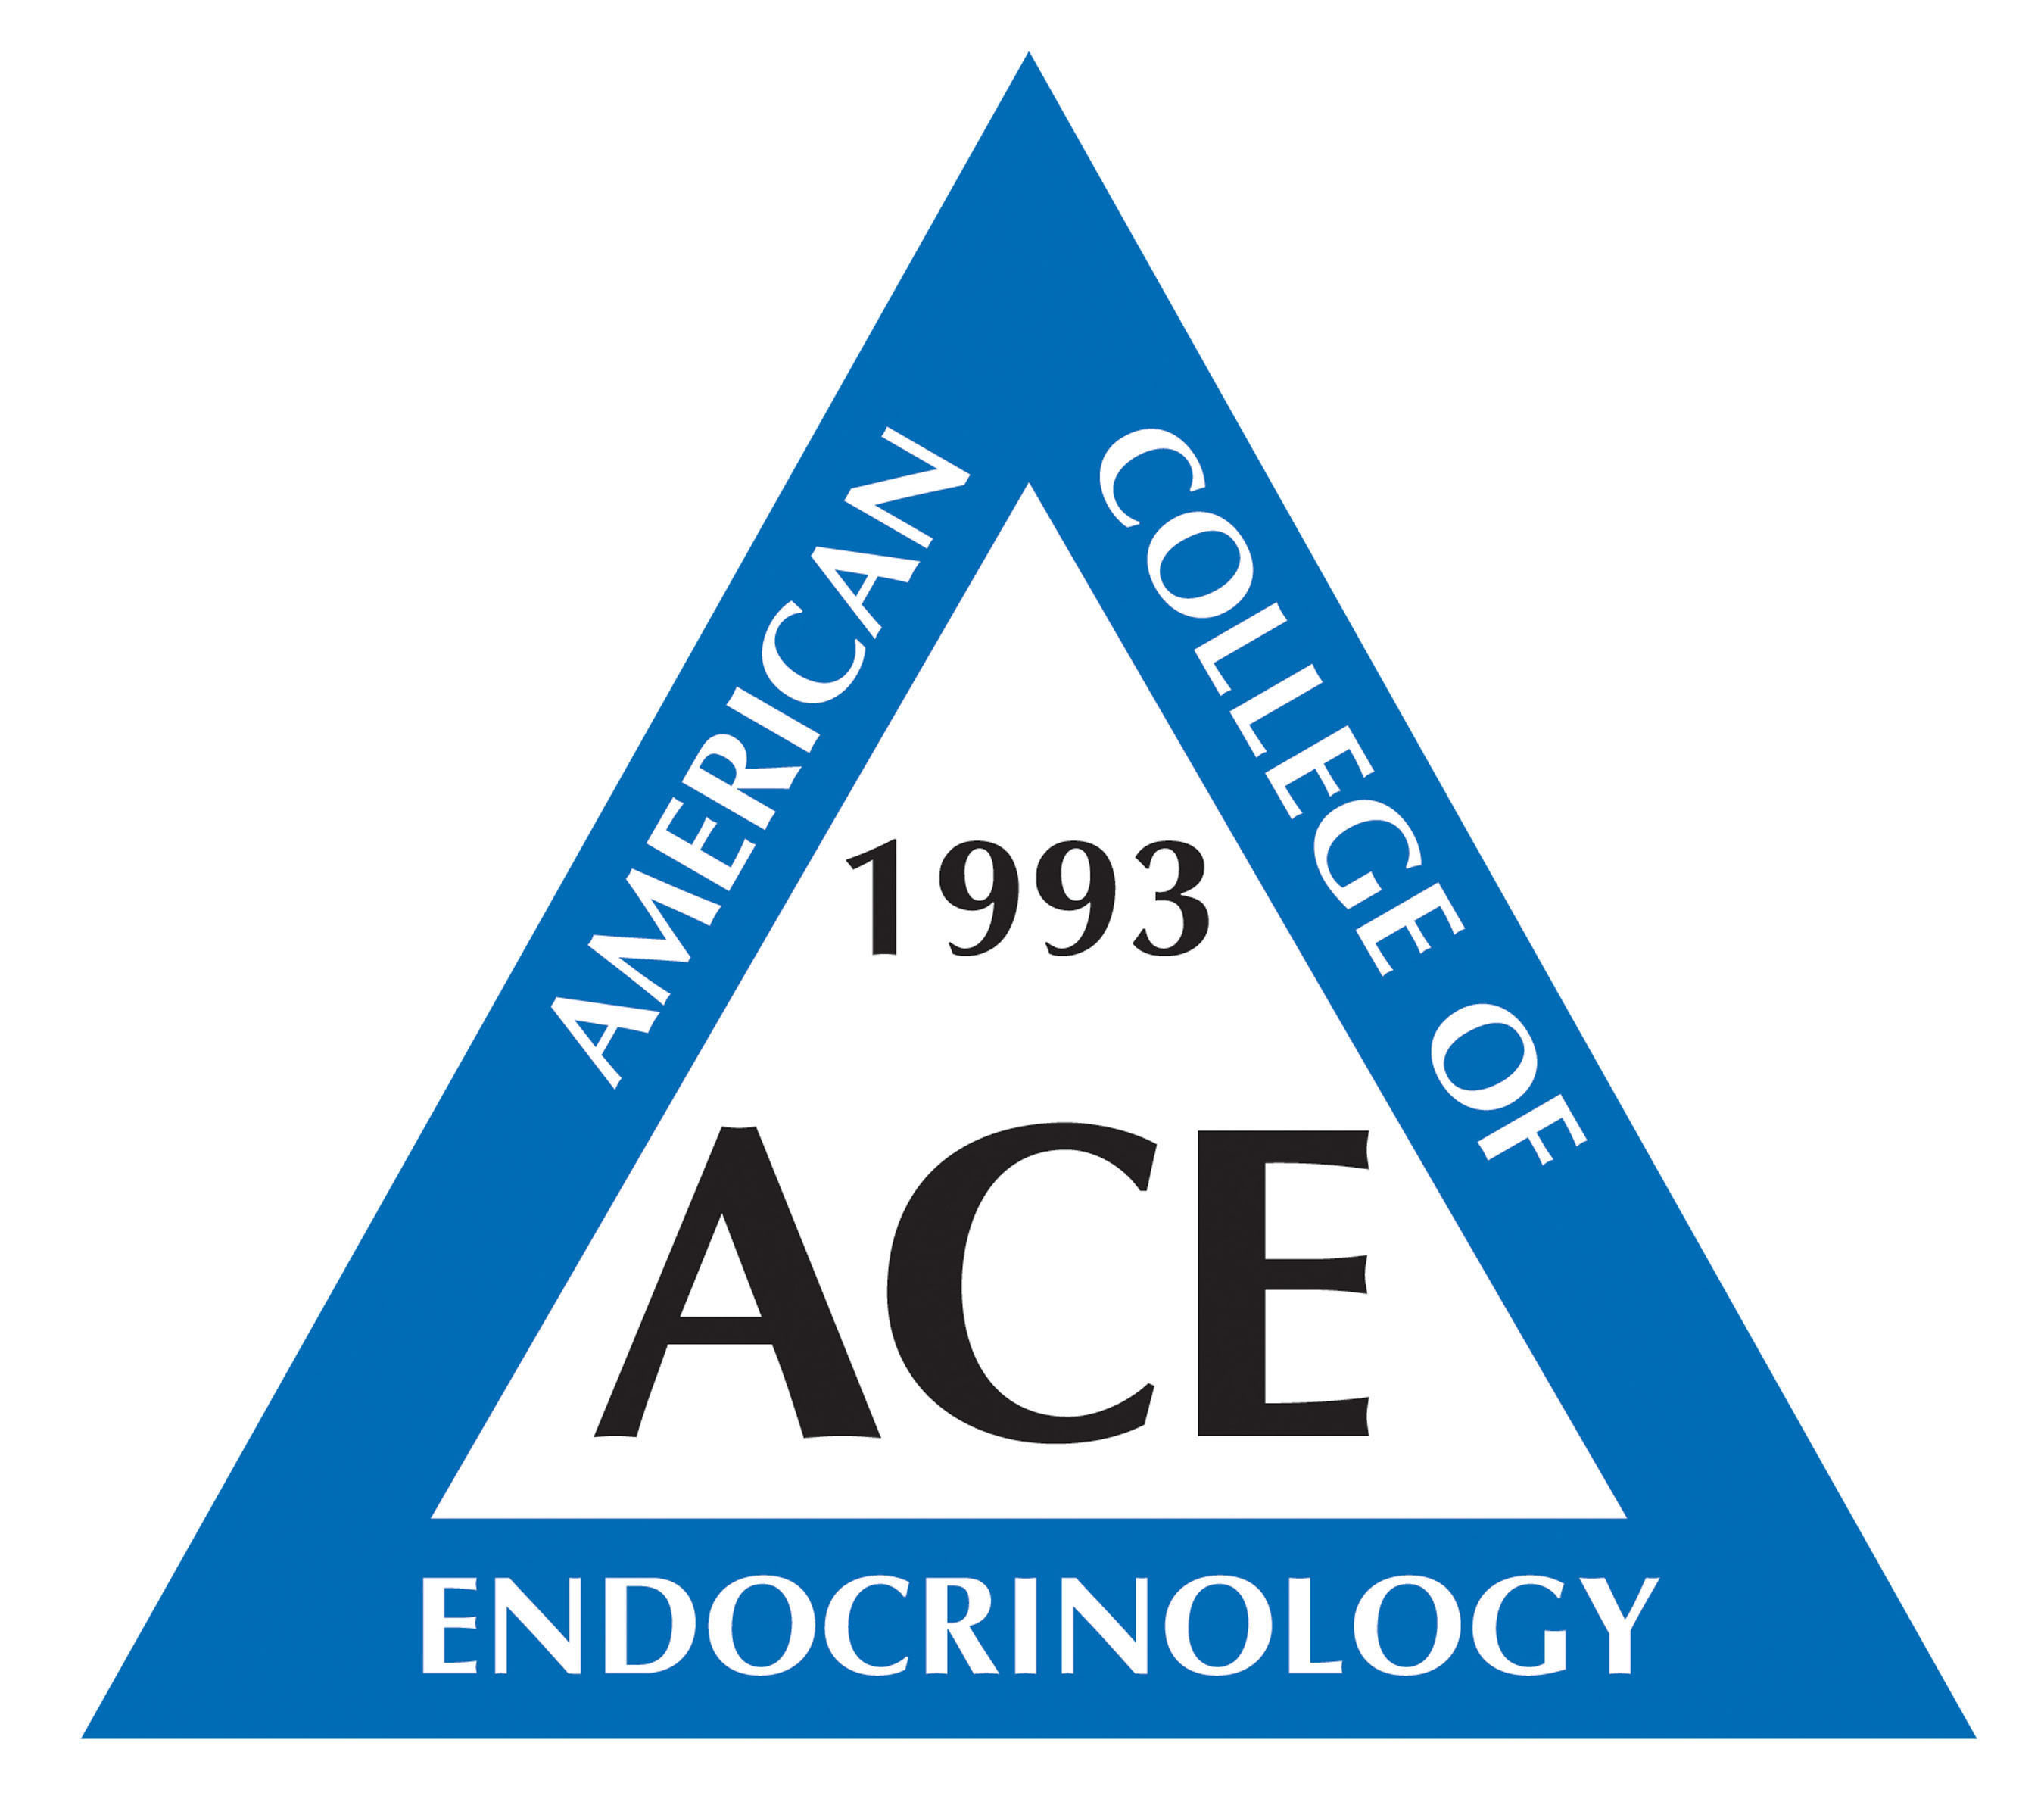 AMERICAN
COLLEGE OF
1993
ACE
ENDOCRINOLOGY